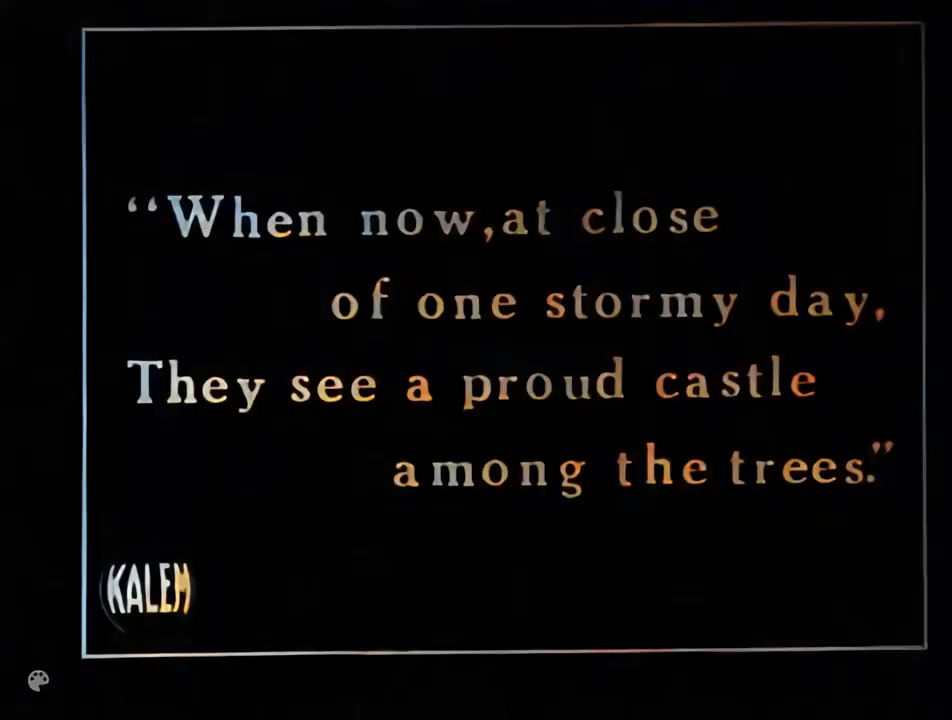 “When now, at close
of one stormy day,
They see a proud castle
among the trees.”
KALEM